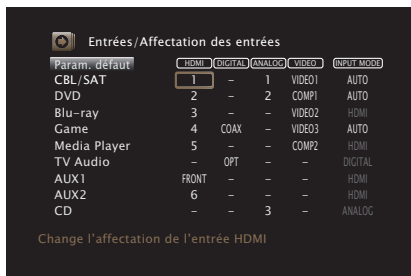 Entrées/Affectation des entrées
Param. défaut HDMI DIGITAL ANALOG VIDEO INPUT MODE
CBL/SAT 1 – 1 VIDEO1 AUTO
DVD 2 – 2 COMP1 AUTO
Blu-ray 3 – – VIDEO2 HDMI
Game 4 COAX – VIDEO3 AUTO
Media Player 5 – – COMP2 HDMI
TV Audio – OPT – – DIGITAL
AUX1 FRONT – – – HDMI
AUX2 6 – – – HDMI
CD – – 3 – ANALOG
Change l’affectation de l’entrée HDMI